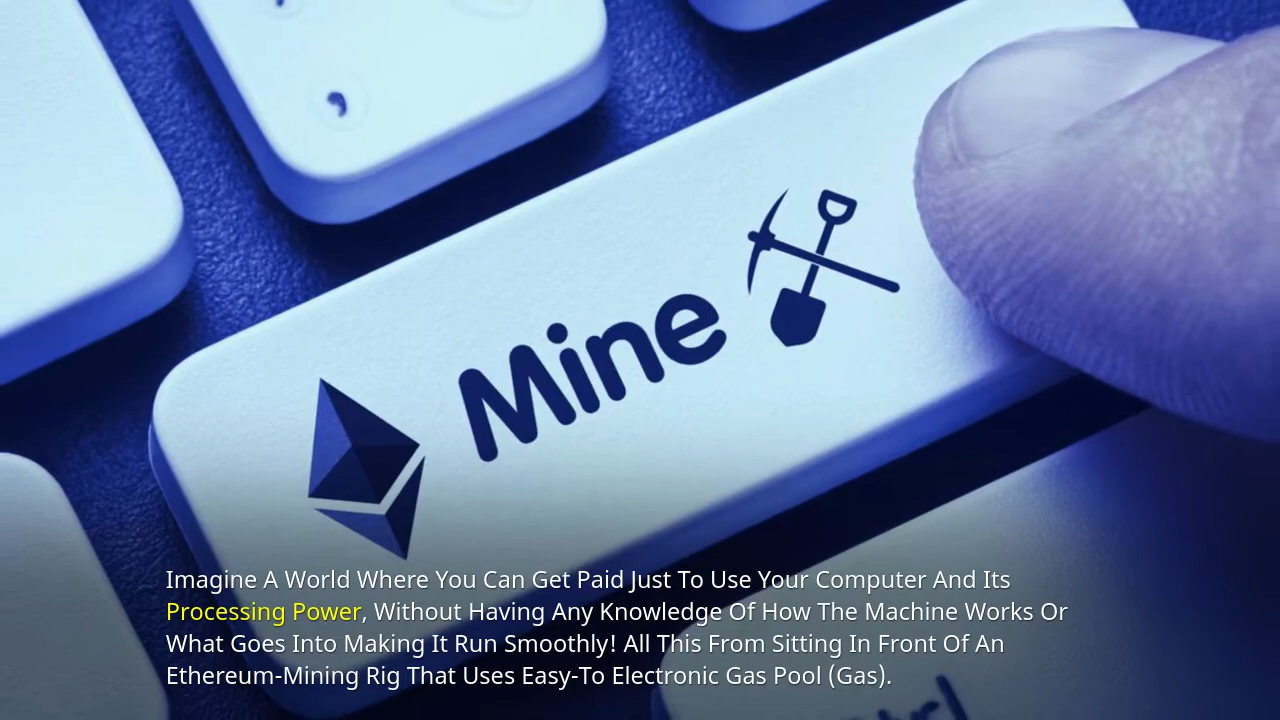 Mine
Imagine A World Where You Can Get Paid Just To Use Your Computer And Its
Processing Power, Without Having Any Knowledge Of How The Machine Works Or
What Goes Into Making It Run Smoothly! All This From Sitting In Front Of An
Ethereum-Mining Rig That Uses Easy-To Electronic Gas Pool (Gas).